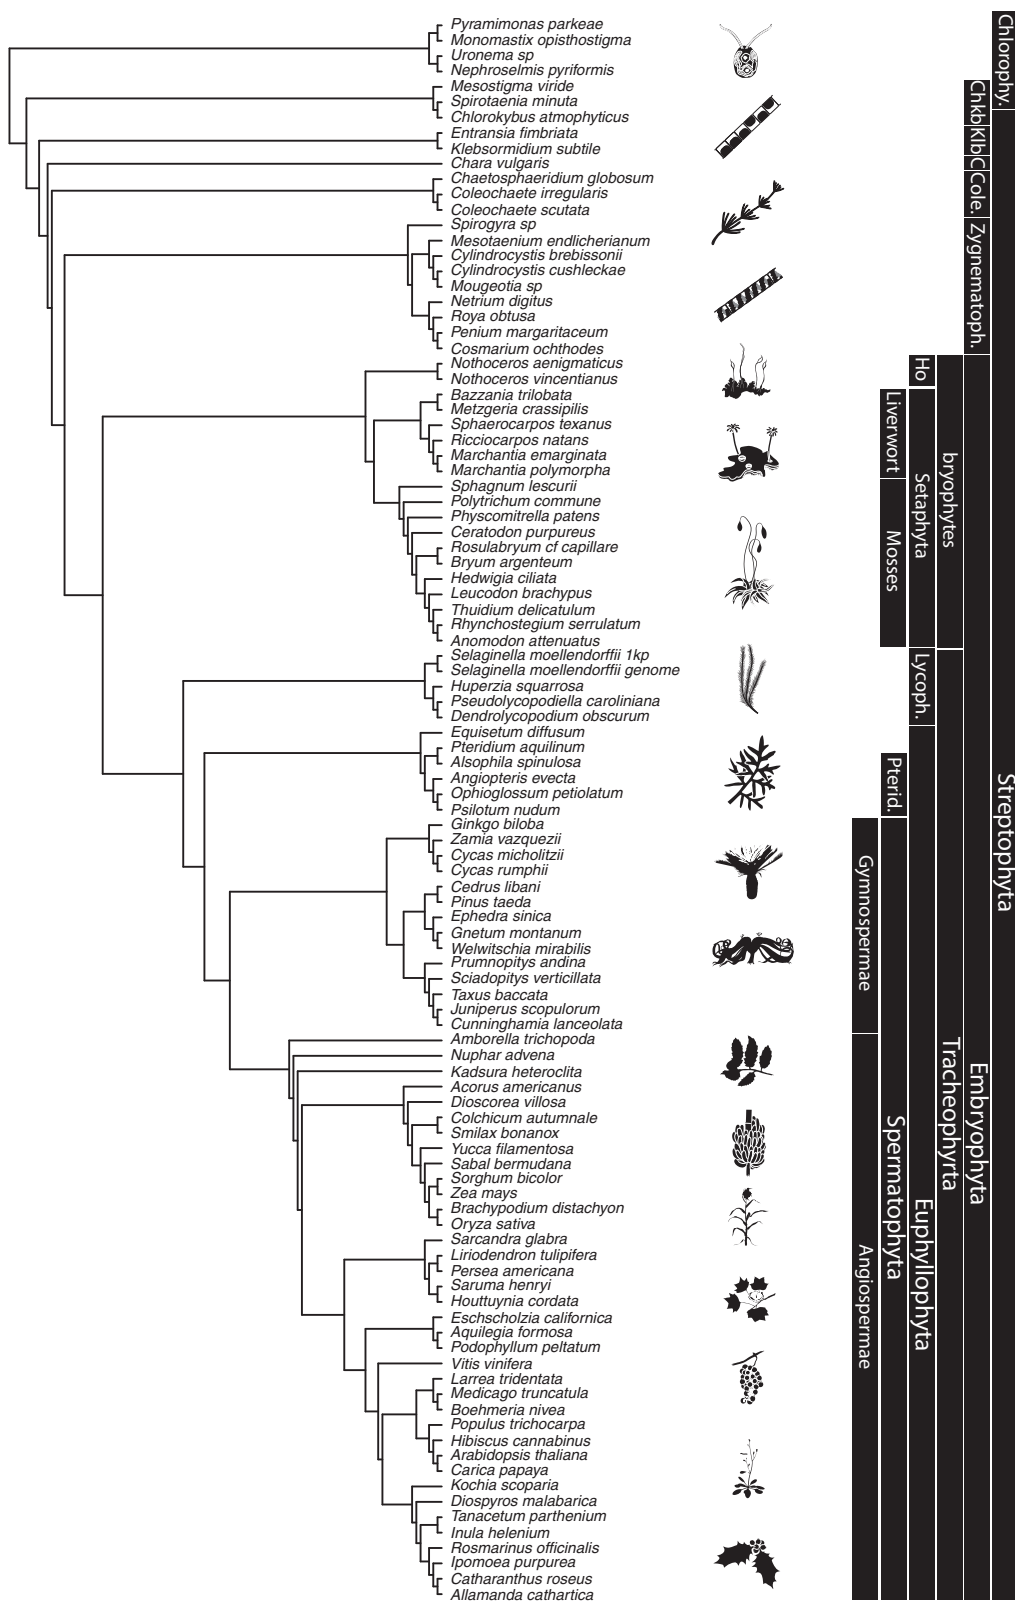 Pyramimonas parkeae
Monomastix opisthostigma
Uronema sp
Nephroselmis pyriformis
Mesostigma viride
Spirotaenia minuta
Chlorokybus atmophyticus
Entransia fimbriata
Klebsormidium subtile
Chara vulgaris
Chaetosphaeridium globosum
Coleochaete irregularis
Coleochaete scutata
Spirogyra sp
Mesotaenium endlicherianum
Cylindrocystis brebissonii
Cylindrocystis cushleckae
Mougeotia sp
Netrium digitus
Roya obtusa
Penium margaritaceum
Cosmarium ochthodes
Nothoceros aenigmaticus
Nothoceros vincentianus
Bazzania trilobata
Metzgeria crassipilis
Sphaerocarpos texanus
Ricciocarpos natans
Marchantia emarginata
Marchantia polymorpha
Sphagnum lescurii
Polytrichum commune
Physcomitrella patens
Ceratodon purpureus
Rosulabryum cf capillare
Bryum argenteum
Hedwigia ciliata
Leucodon brachypus
Thuidium delicatulum
Rhynchostegium serrulatum
Anomodon attenuatus
Selaginella moellendorffii 1kp
Selaginella moellendorffii genome
Huperzia squarrosa
Pseudolycopodiella caroliniana
Dendrolycopodium obscurum
Equisetum diffusum
Pteridium aquilinum
Alsophila spinulosa
Angiopteris evecta
Ophioglossum petiolatum
Psilotum nudum
Ginkgo biloba
Zamia vazquezii
Cycas micholitzii
Cycas rumphii
Cedrus libani
Pinus taeda
Ephedra sinica
Gnetum montanum
Welwitschia mirabilis
Prumnopitys andina
Sciadopitys verticillata
Taxus baccata
Juniperus scopulorum
Cunninghamia lanceolata
Amborella trichopoda
Nuphar advena
Kadsura heteroclita
Acorus americanus
Dioscorea villosa
Colchicum autumnale
Smilax bonanox
Yucca filamentosa
Sabal bermudana
Sorghum bicolor
Zea mays
Brachypodium distachyon
Oryza sativa
Sarcandra glabra
Liriodendron tulipifera
Persea americana
Saruma henryi
Houttuynia cordata
Eschscholzia californica
Aquilegia formosa
Podophyllum peltatum
Vitis vinifera
Larrea tridentata
Medicago truncatula
Boehmeria nivea
Populus trichocarpa
Hibiscus cannabinus
Arabidopsis thaliana
Carica papaya
Kochia scoparia
Diospyros malabarica
Tanacetum parthenium
Inula helenium
Rosmarinus officinalis
Ipomoea purpurea
Catharanthus roseus
Allamanda cathartica
Gymnospermae
Angiospermae
Liverwort
Mosses
Pterid.
Spermatophyta
Ho
Setaphyta
Lycoph.
Euphyllophyta
bryophytes
Tracheophyrta
Chkb
Klb
C
Cole.
Zygnematoph.
Embryophyta
Chlorophy.
Streptophyta